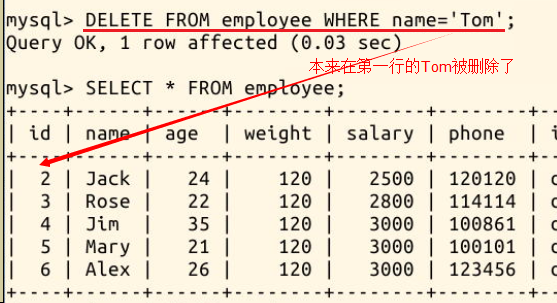 mysql> DELETE FROM employee WHERE name='Tom';
Query OK, 1 row affected (0.03 sec)
本来在第一行的Tom被删除了
mysql> SELECT * FROM employee;
+----+------+------+--------+--------+--------+--
| id | name | age | weight | salary | phone | i
+----+------+------+--------+--------+--------+--
| 2 | Jack | 24 | 120 | 2500 | 120120 | d
| 3 | Rose | 22 | 120 | 2800 | 114114 | d
| 4 | Jim | 35 | 120 | 3000 | 100861 | d
| 5 | Mary | 21 | 120 | 3000 | 100101 | d
| 6 | Alex | 26 | 120 | 3000 | 123456 | d
+----+------+------+--------+--------+--------+--